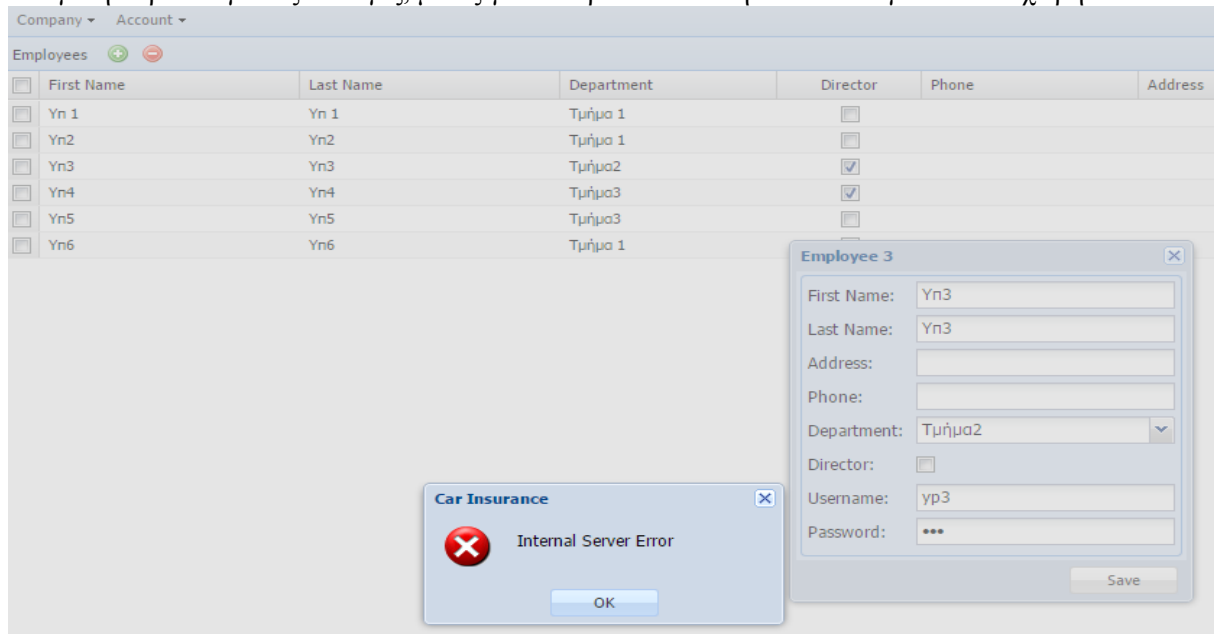 Company Account
Employees
First Name Last Name Department Director Phone Address
Υπ 1 Υπ 1 Τμήμα 1
Υπ2 Υπ2 Τμήμα 1
Υπ3 Υπ3 Τμήμα2
Υπ4 Υπ4 Τμήμα3
Υπ5 Υπ5 Τμήμα3
Υπ6 Υπ6 Τμήμα 1
Employee 3
First Name: Υπ3
Last Name: Υπ3
Address:
Phone:
Department: Τμήμα2
Director:
Username: yp3
Password: •••
Save
Car Insurance
Internal Server Error
OK